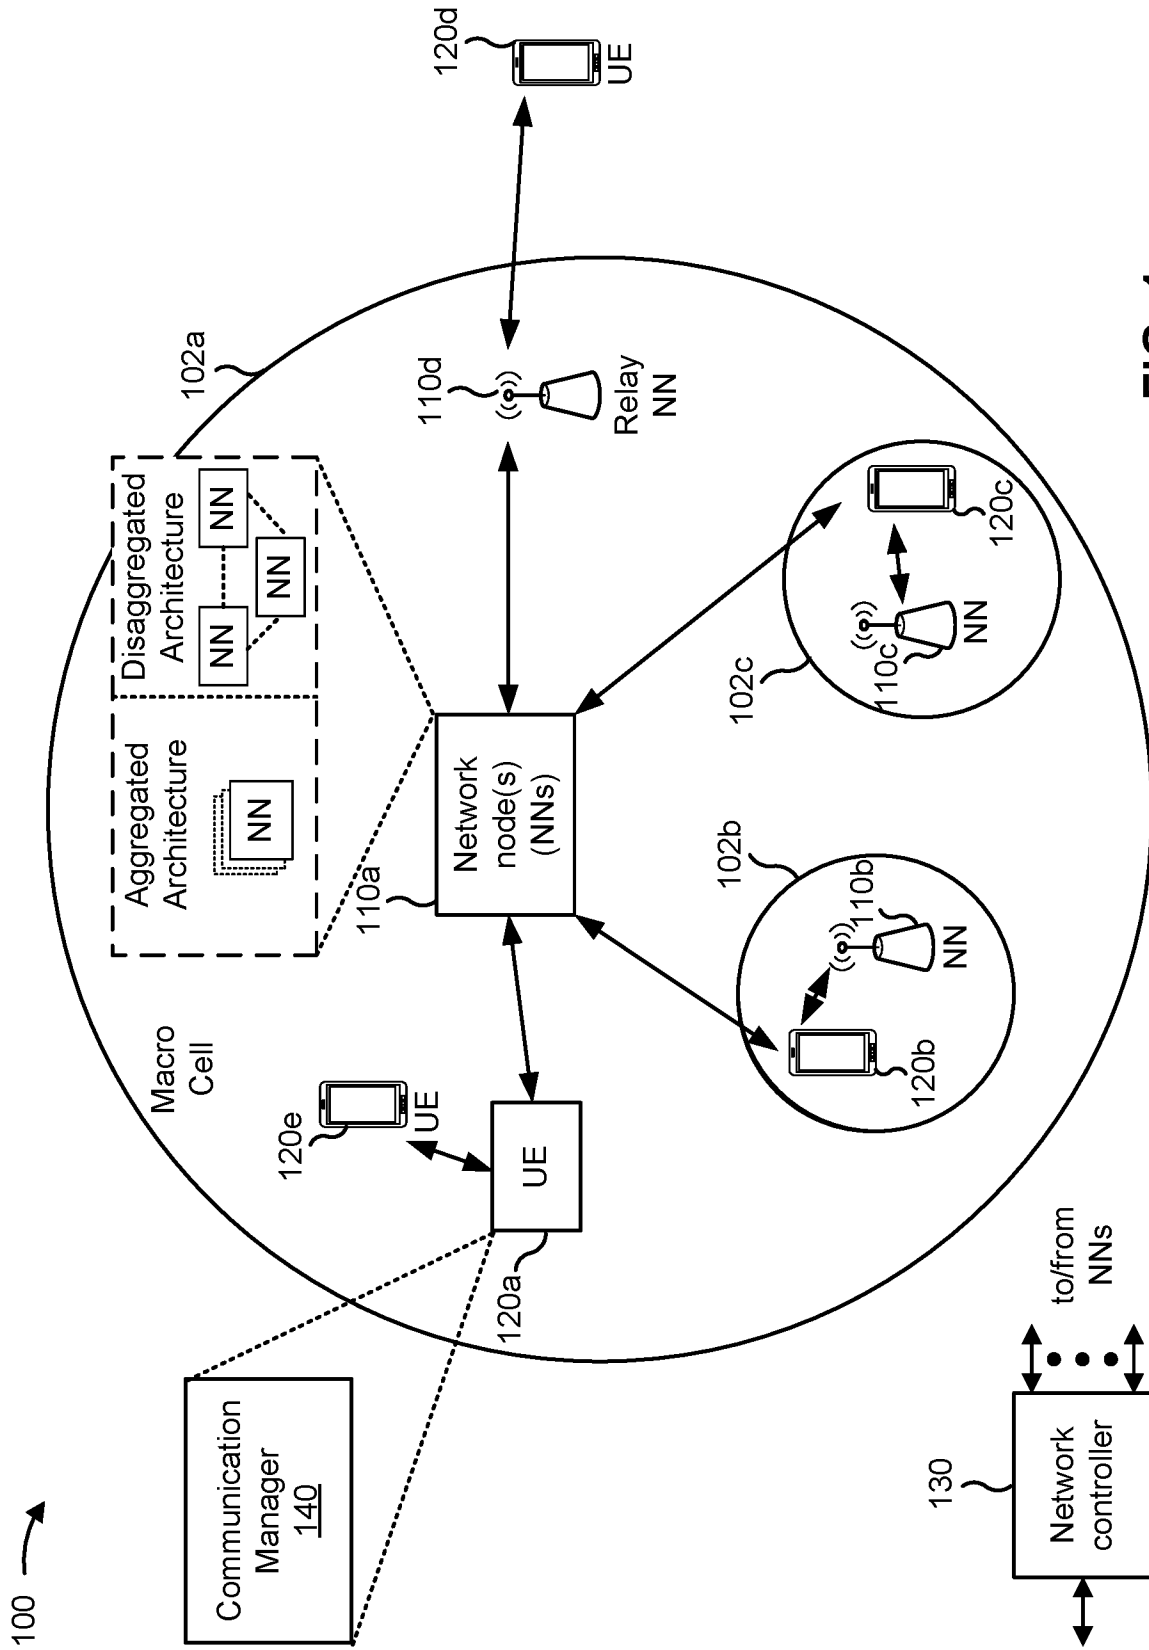 100
Communication
Manager
140
Macro
Cell
Aggregated
Architecture
NN
Disaggregated
Architecture
NN
NN
NN
102a
120e
UE
UE
120a
110a
Network
node(s)
(NNs)
110d
Relay
NN
120d
UE
102b
110b
NN
120b
102c
110c
NN
120c
130
Network
controller
to/from
NNs